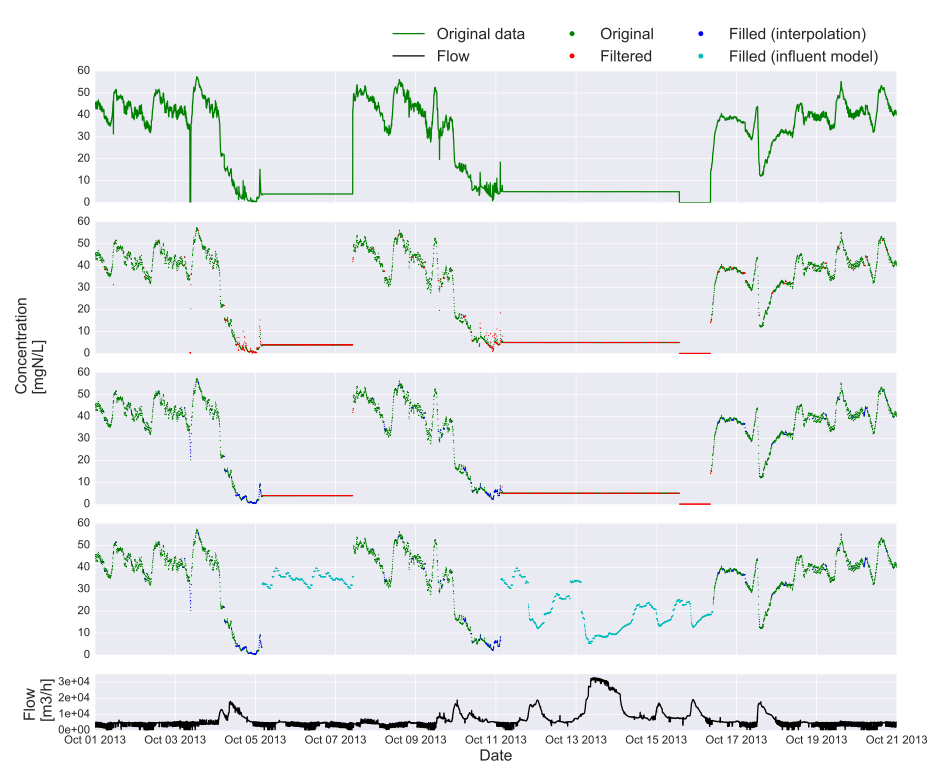 Original data Original Filled (interpolation)
Flow Filtered Filled (influent model)
60
50
40
30
20
10
0
60
50
40
30
20
10
0
Concentration
[mgN/L]
60
50
40
30
20
10
0
60
50
40
30
20
10
0
Flow
[m3/h]
3e+04
2e+04
1e+04
0e+00
Oct 01 2013 Oct 03 2013 Oct 05 2013 Oct 07 2013 Oct 09 2013 Oct 11 2013 Oct 13 2013 Oct 15 2013 Oct 17 2013 Oct 19 2013 Oct 21 2013
Date